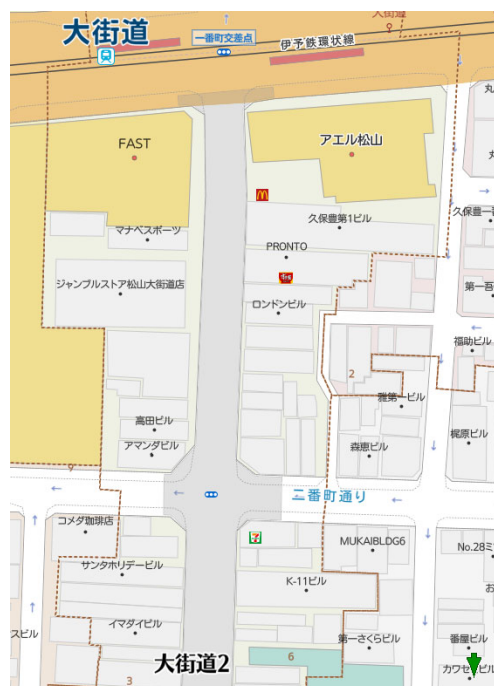 大街道
大街道
一番町交差点
伊予鉄環状線
FAST
アエル松山
久保豊第1ビル
マナベスポーツ
PRONTO
ジャンブルストア松山大街道店
ロンドンビル
福助ビル
2
雅第一ビル
高田ビル
アマンダビル
森恵ビル
梶原ビル
9
二番町通り
コメダ珈琲店
MUKAIBLDG6
No.28ミ
サンタホリデービル
K-11ビル
お
スビル
イマダイビル
第一さくらビル
番屋ビル
大街道2
6
3